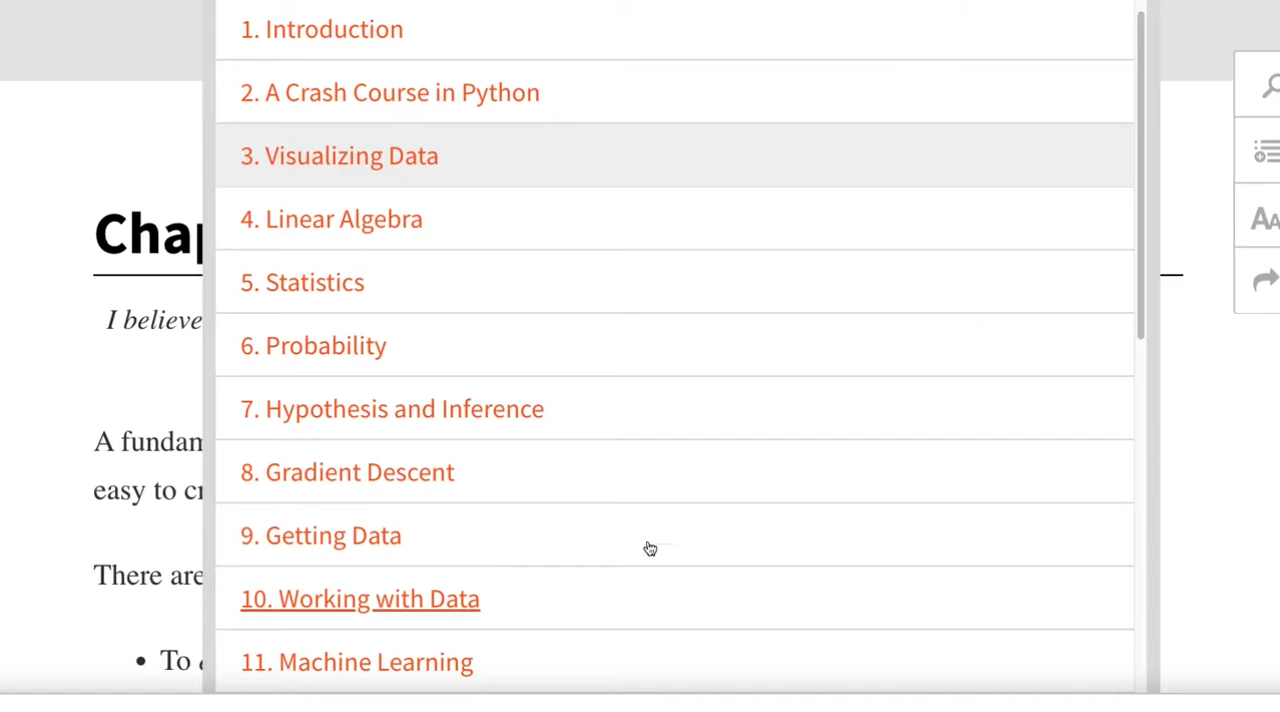 1. Introduction
2. A Crash Course in Python
3. Visualizing Data
4. Linear Algebra
5. Statistics
6. Probability
7. Hypothesis and Inference
8. Gradient Descent
9. Getting Data
10. Working with Data
11. Machine Learning
Chap
I believe
A fundam
easy to cr
There are
• To
AA